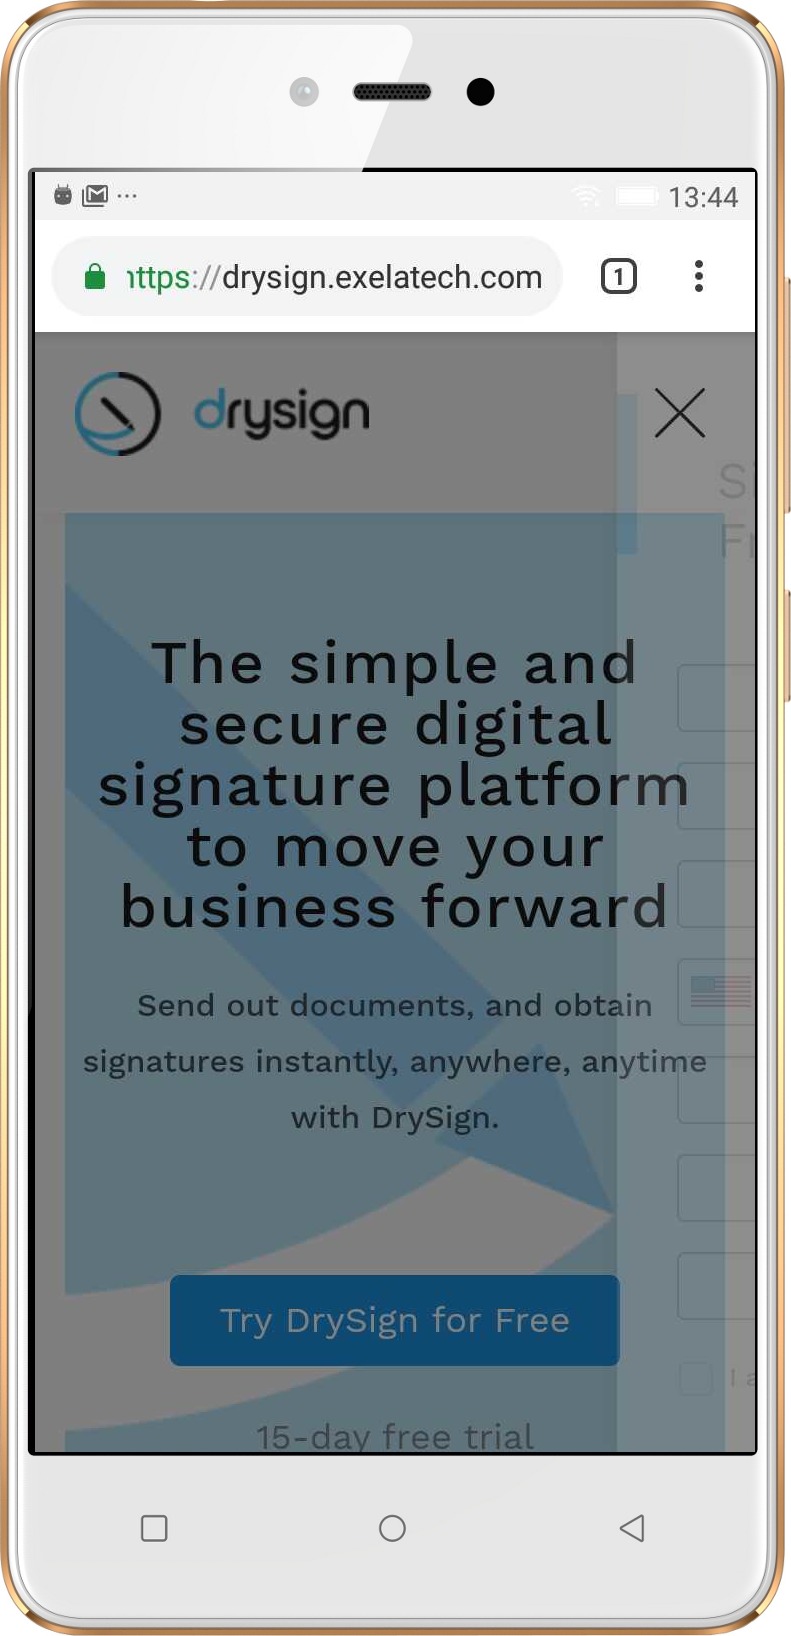 13:44
https://drysign.exelatech.com
1
drysign
The simple and
secure digital
signature platform
to move your
business forward
Send out documents, and obtain
signatures instantly, anywhere, anytime
with DrySign.
Try DrySign for Free
15-day free trial